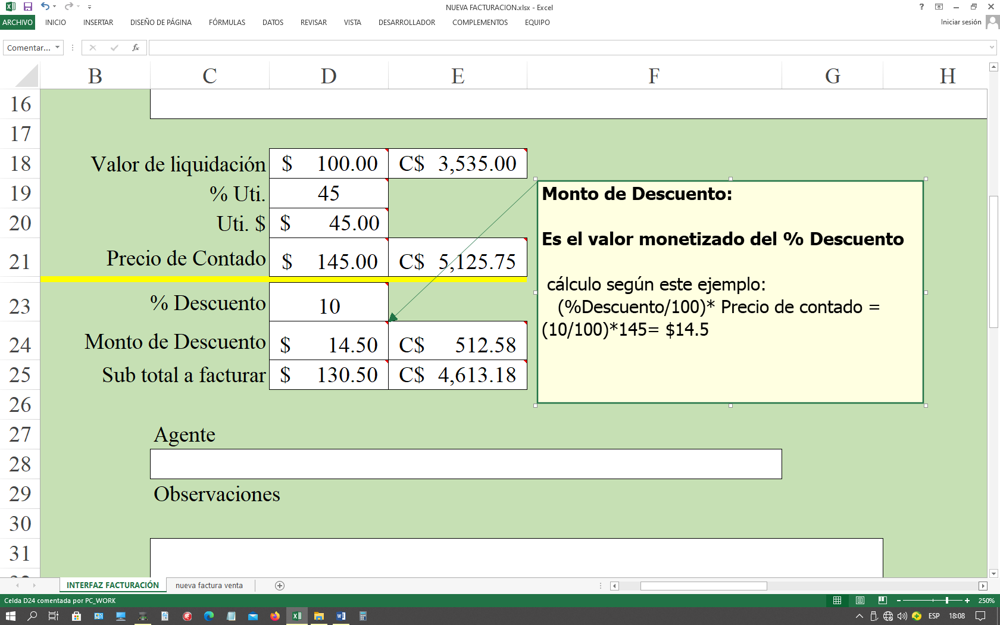 NUEVA FACTURACION.xlsx - Excel
ARCHIVO INICIO INSERTAR DISEÑO DE PÁGINA FÓRMULAS DATOS REVISAR VISTA DESARROLLADOR COMPLEMENTOS EQUIPO Iniciar sesión
Comentar... fx
B C D E F G H
16
17
18 Valor de liquidación $ 100.00 C$ 3,535.00
19 % Uti. 45
20 Uti. $ $ 45.00
21 Precio de Contado $ 145.00 C$ 5,125.75
23 % Descuento 10
24 Monto de Descuento $ 14.50 C$ 512.58
25 Sub total a facturar $ 130.50 C$ 4,613.18
Monto de Descuento:
Es el valor monetizado del % Descuento
cálculo según este ejemplo:
(%Descuento/100)* Precio de contado =
(10/100)*145= $14.5
26
27 Agente
28
29 Observaciones
30
31
INTERFAZ FACTURACIÓN nueva factura venta
Celda D24 comentada por PC_WORK 250%
ESP 18:08